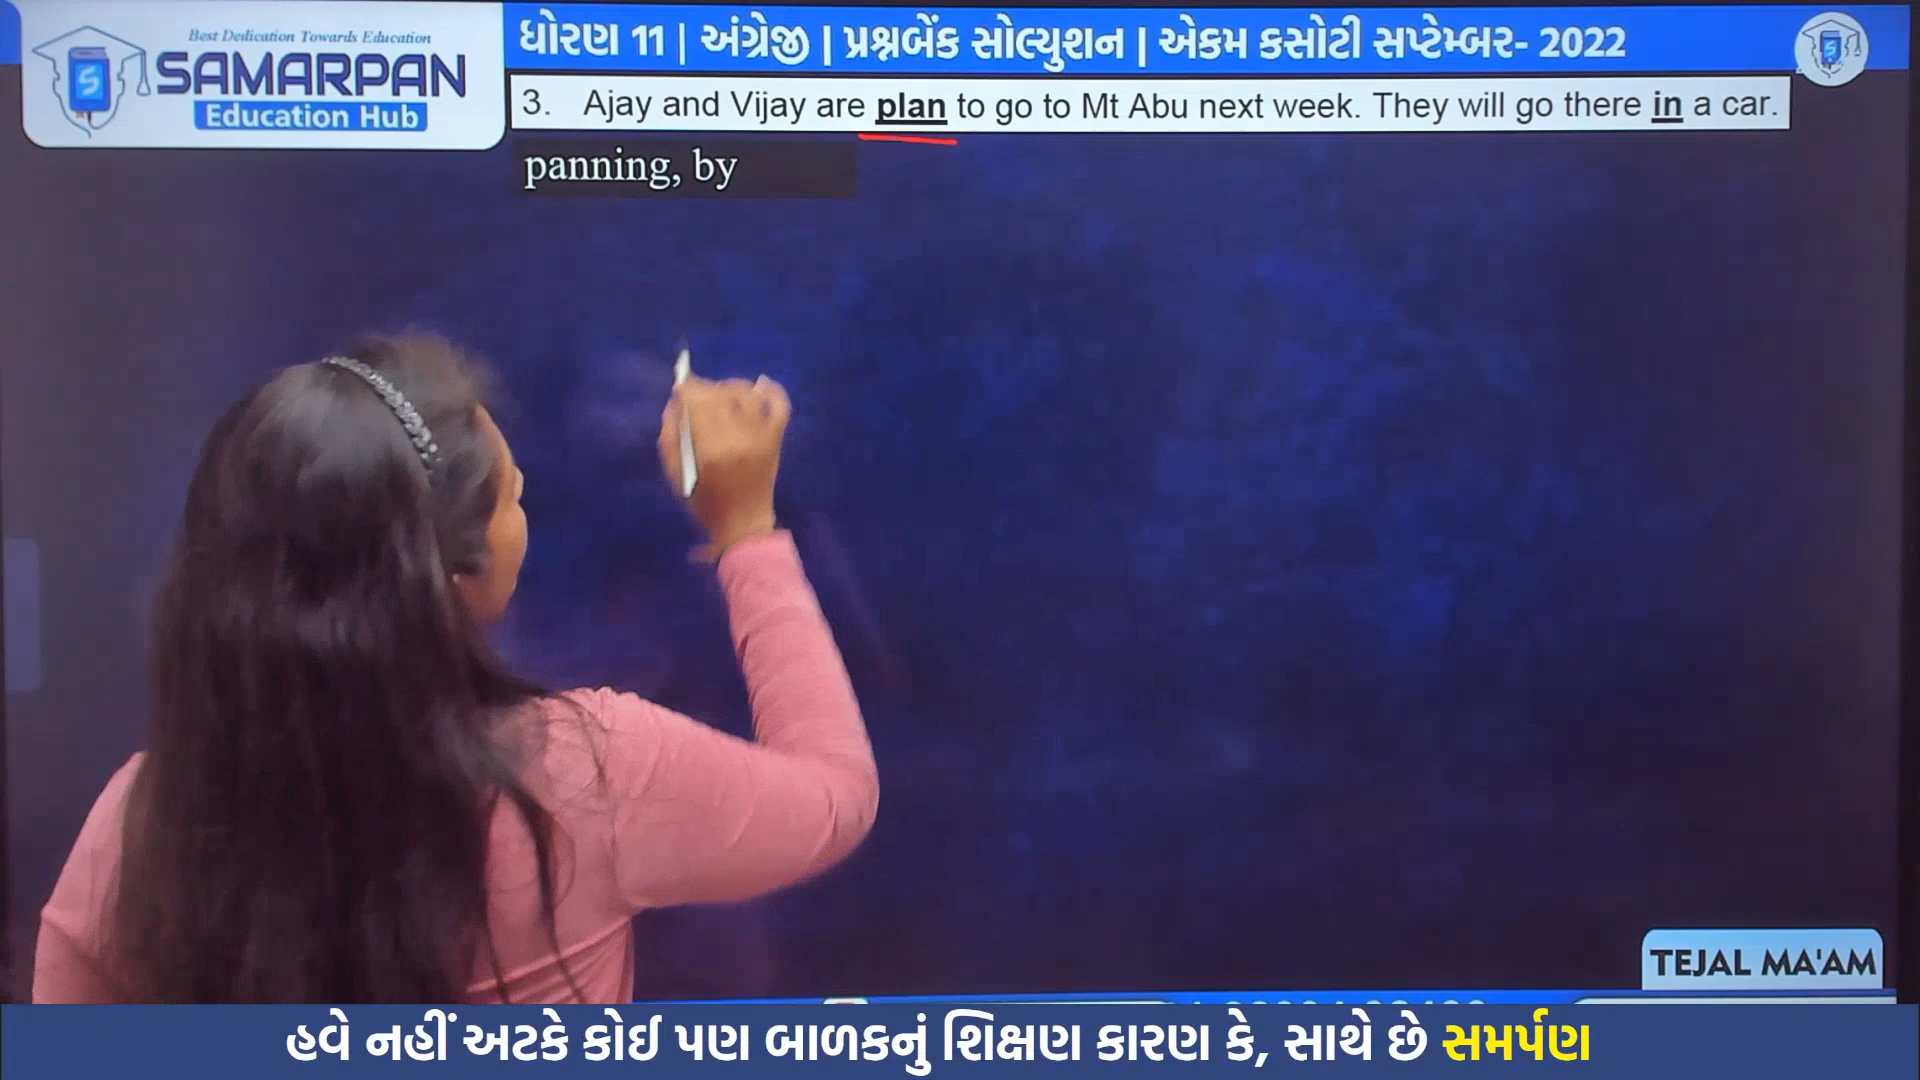 Best Dedication Towards Education
SAMARPAN
Education Hub
ધોરણ 11 | અંગ્રેજી | પ્રશ્નબેંક સોલ્યુશન | એકમ કસોટી સપ્ટેમ્બર- 2022
3. Ajay and Vijay are plan to go to Mt Abu next week. They will go there in a car.
panning, by
TEJAL MA'AM
હવે નહીં અટકે કોઈ પણ બાળકનું શિક્ષણ કારણ કે, સાથે છે સમર્પણ